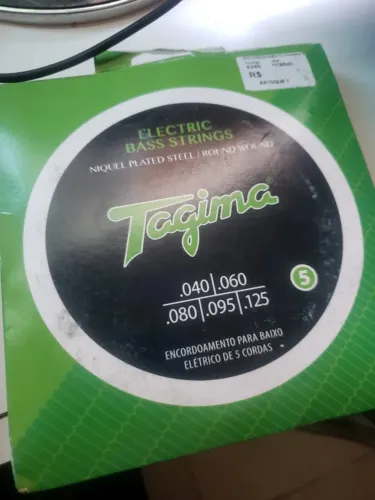 R$
ELECTRIC
BASS STRINGS
NIQUEL PLATED STEEL / ROUND WOUND
Tagima
.040 .060
.080 .095 .125
5
ENCORDOAMENTO PARA BAIXO
ELÉTRICO DE 5 CORDAS